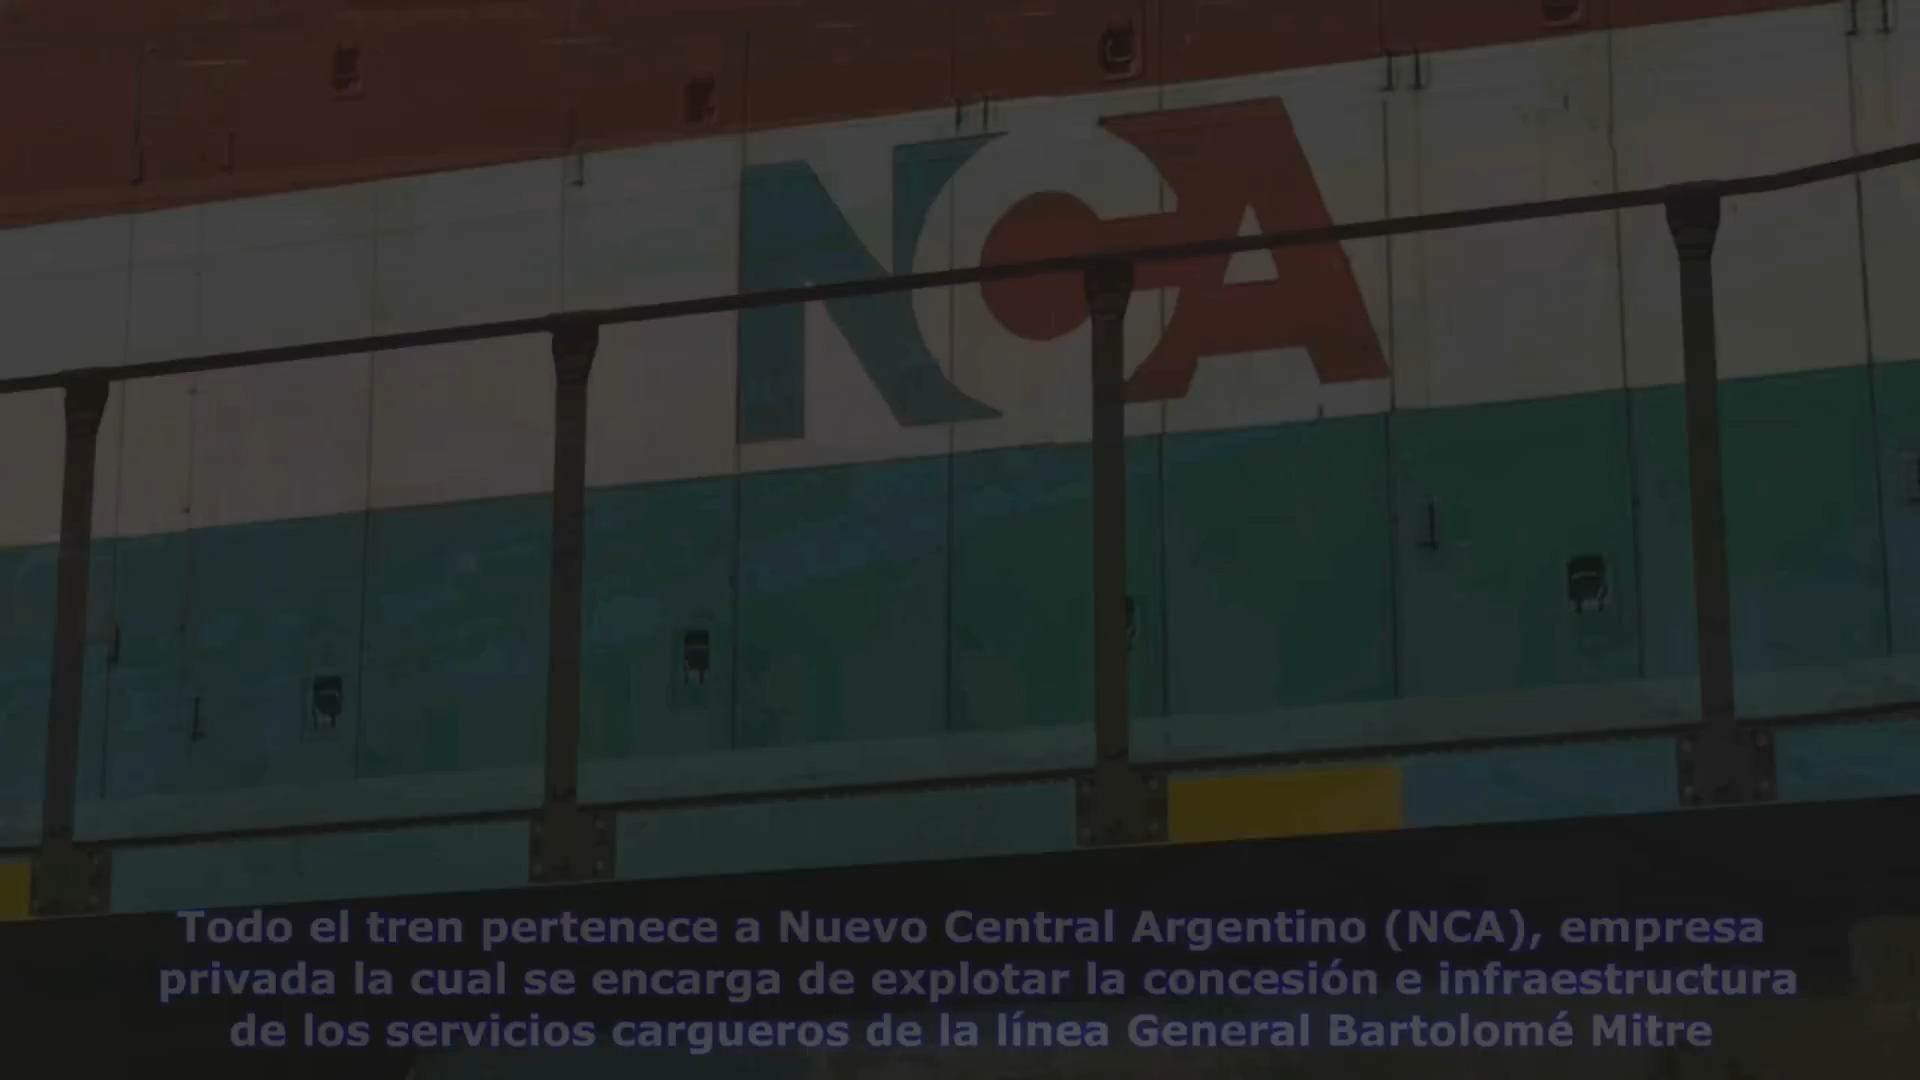 NCA
Todo el tren pertenece a Nuevo Central Argentino (NCA), empresa
privada la cual se encarga de explotar la concesión e infraestructura
de los servicios cargueros de la línea General Bartolomé Mitre